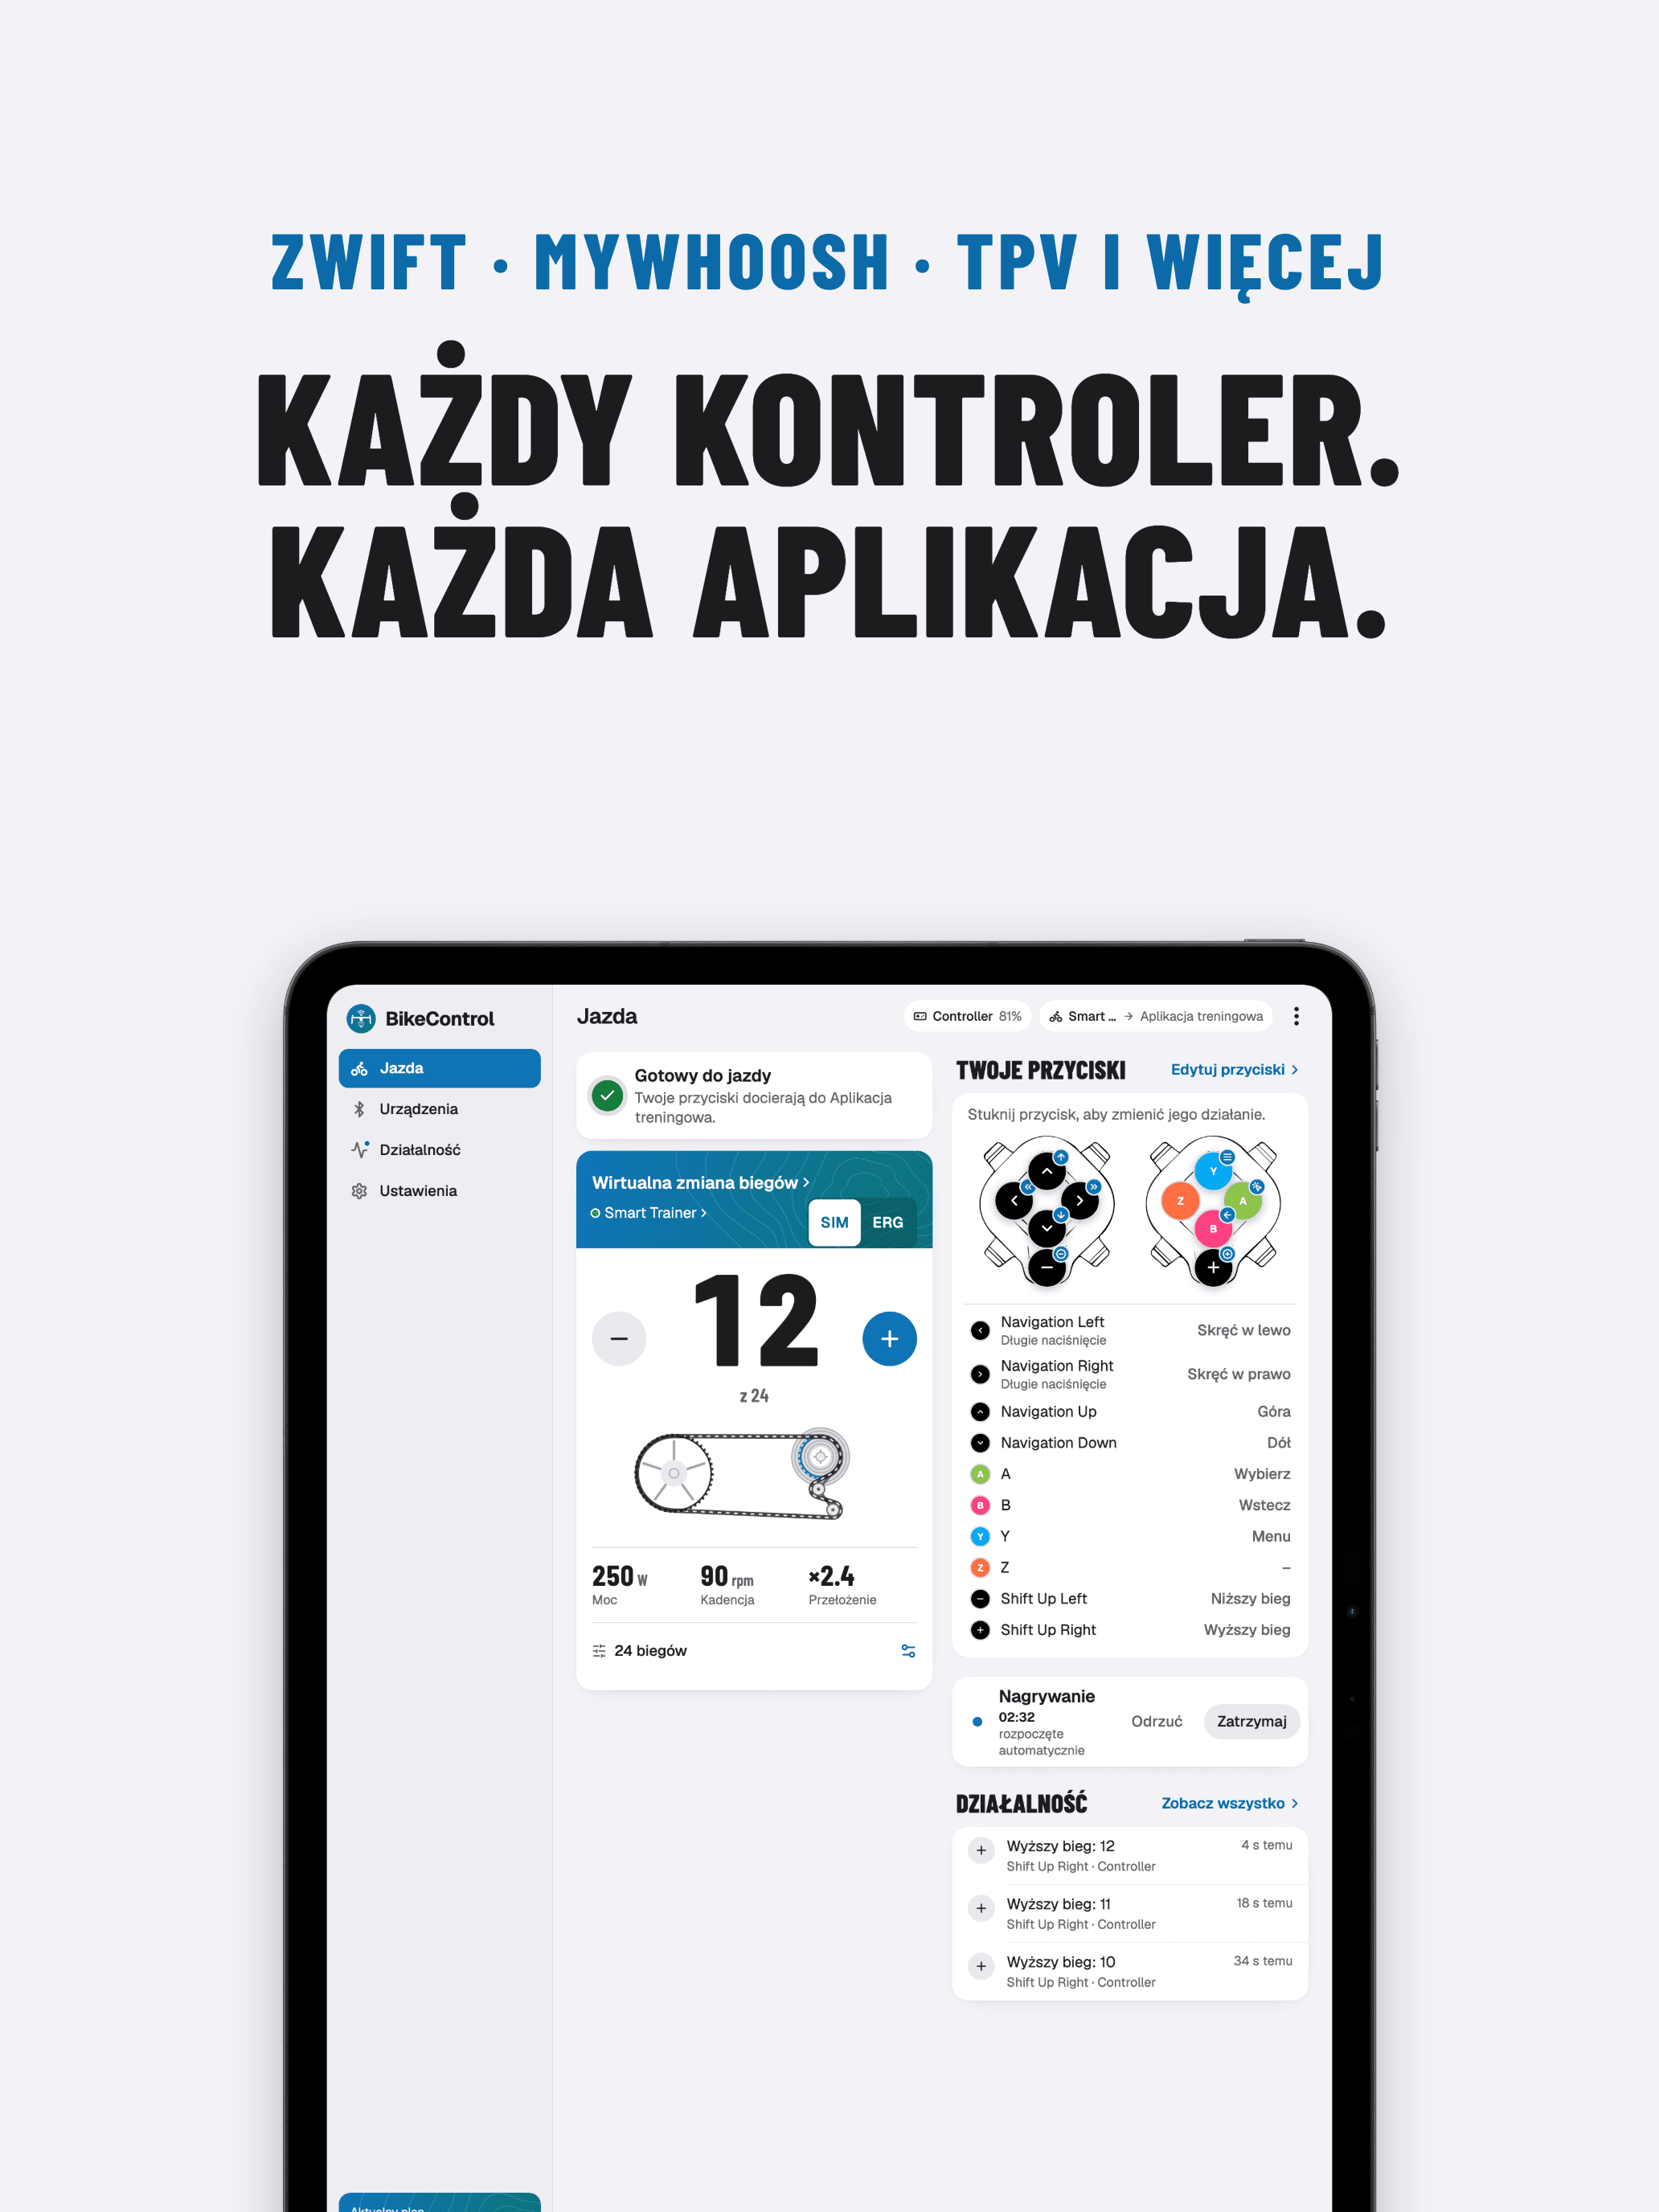 ZWIFT · MYWHOOSH · TPV I WIĘCEJ
KAŻDY KONTROLER.
KAŻDA APLIKACJA.
BikeControl
Jazda
Urządzenia
Działalność
Ustawienia
Aktualny plan
Jazda
Controller 81%
Smart ... → Aplikacja treningowa
Gotowy do jazdy
Twoje przyciski docierają do Aplikacja
treningowa.
Wirtualna zmiana biegów >
Smart Trainer >
SIM ERG
− 12 +
z 24
250 W 90 rpm ×2.4
Moc Kadencja Przełożenie
24 biegów
TWOJE PRZYCISKI Edytuj przyciski >
Stuknij przycisk, aby zmienić jego działanie.
Y
Z A
B
− +
Navigation Left Skręć w lewo
Długie naciśnięcie
Navigation Right Skręć w prawo
Długie naciśnięcie
Navigation Up Góra
Navigation Down Dół
A A Wybierz
B B Wstecz
Y Y Menu
Z Z –
− Shift Up Left Niższy bieg
+ Shift Up Right Wyższy bieg
Nagrywanie
02:32
rozpoczęte
automatycznie
Odrzuć Zatrzymaj
DZIAŁALNOŚĆ Zobacz wszystko >
+ Wyższy bieg: 12 4 s temu
Shift Up Right · Controller
+ Wyższy bieg: 11 18 s temu
Shift Up Right · Controller
+ Wyższy bieg: 10 34 s temu
Shift Up Right · Controller